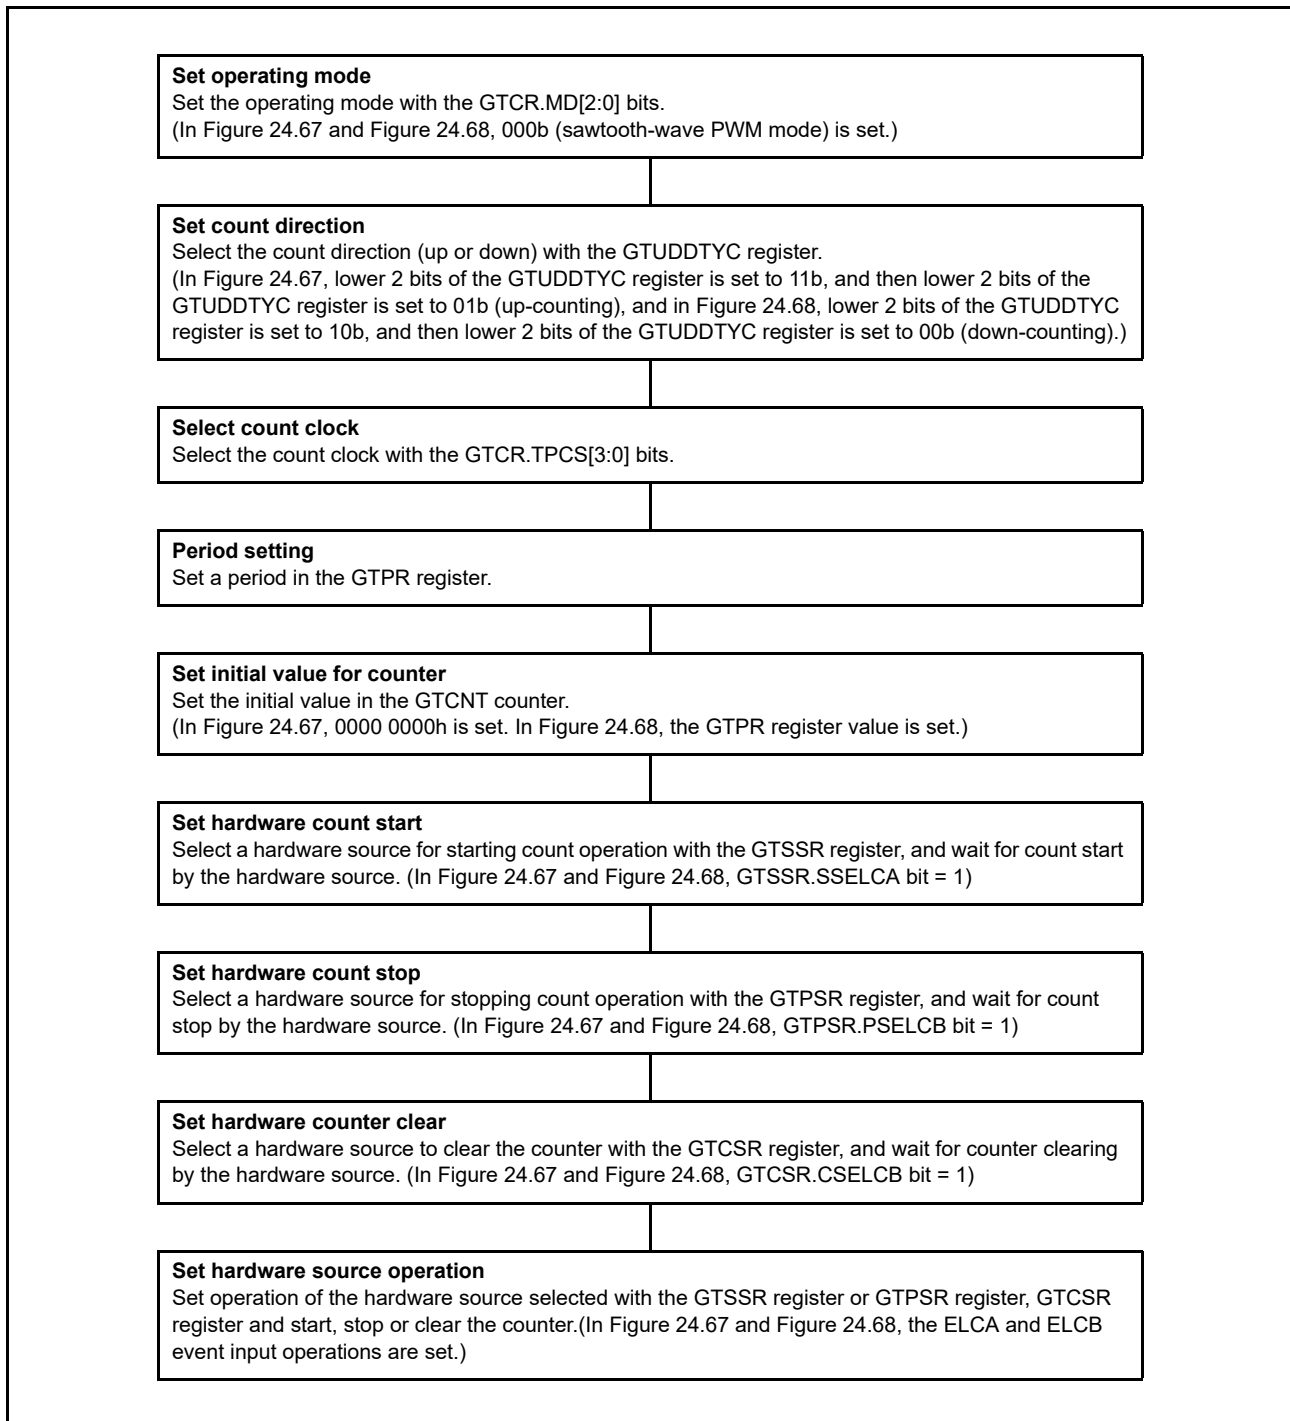 Set operating mode
Set the operating mode with the GTCR.MD[2:0] bits.
(In Figure 24.67 and Figure 24.68, 000b (sawtooth-wave PWM mode) is set.)
Set count direction
Select the count direction (up or down) with the GTUDDTYC register.
(In Figure 24.67, lower 2 bits of the GTUDDTYC register is set to 11b, and then lower 2 bits of the
GTUDDTYC register is set to 01b (up-counting), and in Figure 24.68, lower 2 bits of the GTUDDTYC
register is set to 10b, and then lower 2 bits of the GTUDDTYC register is set to 00b (down-counting).)
Select count clock
Select the count clock with the GTCR.TPCS[3:0] bits.
Period setting
Set a period in the GTPR register.
Set initial value for counter
Set the initial value in the GTCNT counter.
(In Figure 24.67, 0000 0000h is set. In Figure 24.68, the GTPR register value is set.)
Set hardware count start
Select a hardware source for starting count operation with the GTSSR register, and wait for count start
by the hardware source. (In Figure 24.67 and Figure 24.68, GTSSR.SSELCA bit = 1)
Set hardware count stop
Select a hardware source for stopping count operation with the GTPSR register, and wait for count
stop by the hardware source. (In Figure 24.67 and Figure 24.68, GTPSR.PSELCB bit = 1)
Set hardware counter clear
Select a hardware source to clear the counter with the GTCSR register, and wait for counter clearing
by the hardware source. (In Figure 24.67 and Figure 24.68, GTCSR.CSELCB bit = 1)
Set hardware source operation
Set operation of the hardware source selected with the GTSSR register or GTPSR register, GTCSR
register and start, stop or clear the counter.(In Figure 24.67 and Figure 24.68, the ELCA and ELCB
event input operations are set.)